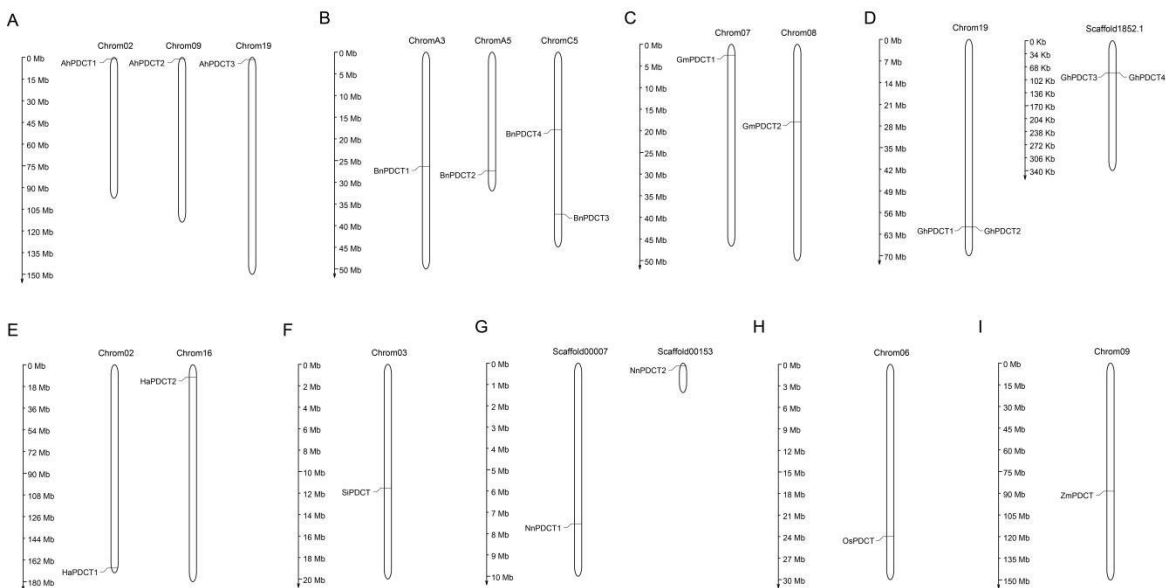 A
Chrom02 Chrom09 Chrom19
0 Mb
15 Mb
30 Mb
45 Mb
60 Mb
75 Mb
90 Mb
105 Mb
120 Mb
135 Mb
150 Mb
AhPDCT1 AhPDCT2 AhPDCT3
B
ChromA3 ChromA5 ChromC5
0 Mb
5 Mb
10 Mb
15 Mb
20 Mb
25 Mb
30 Mb
35 Mb
40 Mb
45 Mb
50 Mb
BnPDCT4
BnPDCT1 BnPDCT2
BnPDCT3
C
Chrom07 Chrom08
0 Mb
5 Mb
10 Mb
15 Mb
20 Mb
25 Mb
30 Mb
35 Mb
40 Mb
45 Mb
50 Mb
GmPDCT1
GmPDCT2
D
Chrom19
0 Mb
7 Mb
14 Mb
21 Mb
28 Mb
35 Mb
42 Mb
49 Mb
56 Mb
63 Mb
70 Mb
GhPDCT1 GhPDCT2
Scaffold1852.1
0 Kb
34 Kb
68 Kb
102 Kb
136 Kb
170 Kb
204 Kb
238 Kb
272 Kb
306 Kb
340 Kb
GhPDCT3 GhPDCT4
E
Chrom02 Chrom16
0 Mb
18 Mb
36 Mb
54 Mb
72 Mb
90 Mb
108 Mb
126 Mb
144 Mb
162 Mb
180 Mb
HaPDCT2
HaPDCT1
F
Chrom03
0 Mb
2 Mb
4 Mb
6 Mb
8 Mb
10 Mb
12 Mb
14 Mb
16 Mb
18 Mb
20 Mb
SiPDCT
G
Scaffold00007 Scaffold00153
0 Mb
1 Mb
2 Mb
3 Mb
4 Mb
5 Mb
6 Mb
7 Mb
8 Mb
9 Mb
10 Mb
NnPDCT2
NnPDCT1
H
Chrom06
0 Mb
3 Mb
6 Mb
9 Mb
12 Mb
15 Mb
18 Mb
21 Mb
24 Mb
27 Mb
30 Mb
OsPDCT
I
Chrom09
0 Mb
15 Mb
30 Mb
45 Mb
60 Mb
75 Mb
90 Mb
105 Mb
120 Mb
135 Mb
150 Mb
ZmPDCT